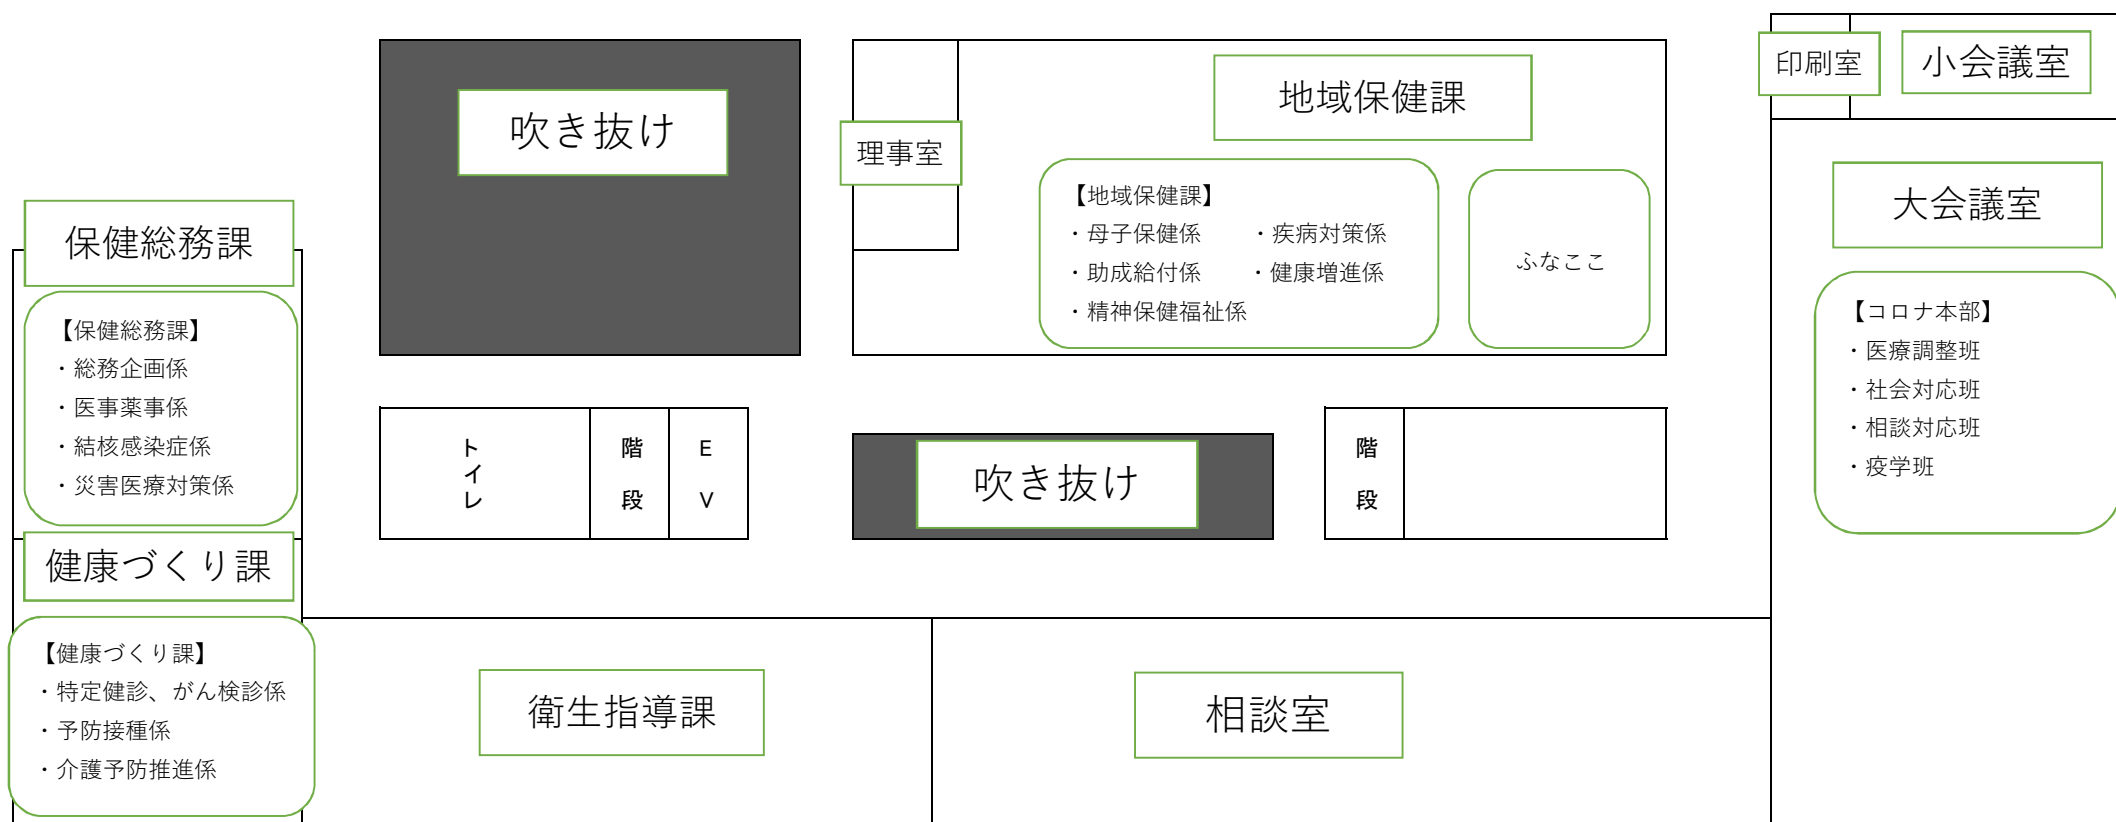 印刷室
小会議室
地域保健課
吹き抜け
理事室
【地域保健課】
・母子保健係　・疾病対策係
・助成給付係　・健康増進係
・精神保健福祉係
ふなここ
大会議室
【コロナ本部】
・医療調整班
・社会対応班
・相談対応班
・疫学班
保健総務課
【保健総務課】
・総務企画係
・医事薬事係
・結核感染症係
・災害医療対策係
トイレ
階段
EV
吹き抜け
階段
健康づくり課
【健康づくり課】
・特定健診、がん検診係
・予防接種係
・介護予防推進係
衛生指導課
相談室